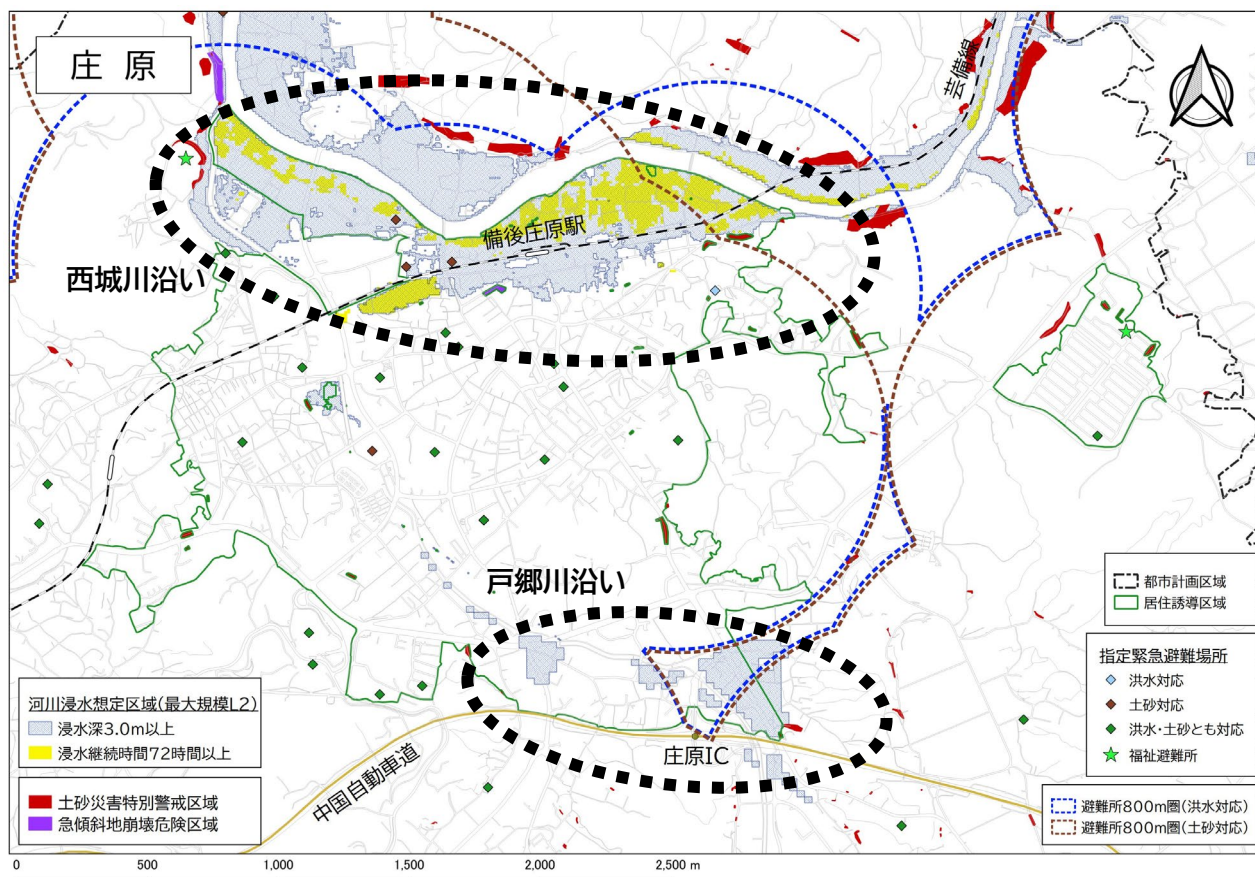 庄 原
芸備線
備後庄原駅
西城川沿い
戸郷川沿い
庄原IC
中国自動車道
都市計画区域
居住誘導区域
指定緊急避難場所
洪水対応
土砂対応
洪水・土砂とも対応
福祉避難所
避難所800m圏(洪水対応)
避難所800m圏(土砂対応)
河川浸水想定区域(最大規模L2)
浸水深3.0m以上
浸水継続時間72時間以上
土砂災害特別警戒区域
急傾斜地崩壊危険区域
0 500 1,000 1,500 2,000 2,500 m